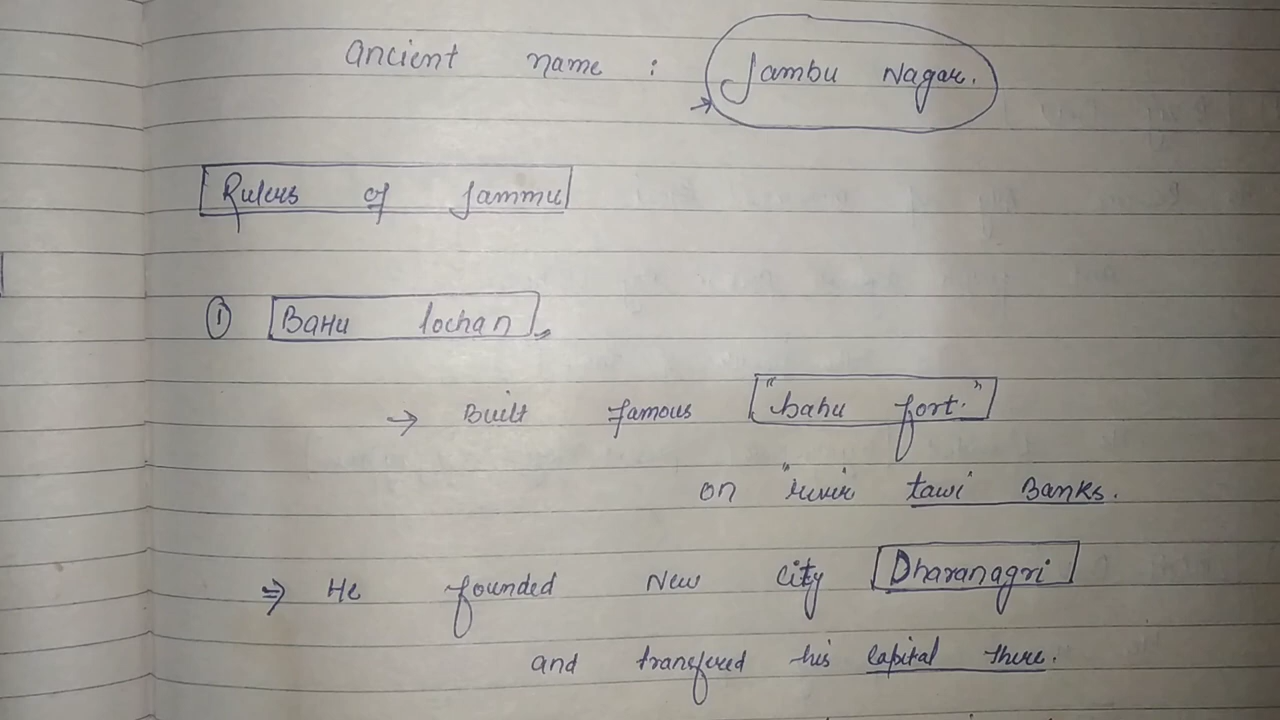 Ancient name : Jambu Nagar.
Rulers of Jammu
① Bahu lochan
→ Built famous "bahu fort."
on "river tawi Banks.
⇒ He founded New city Dharanagri
and transfered his capital there.